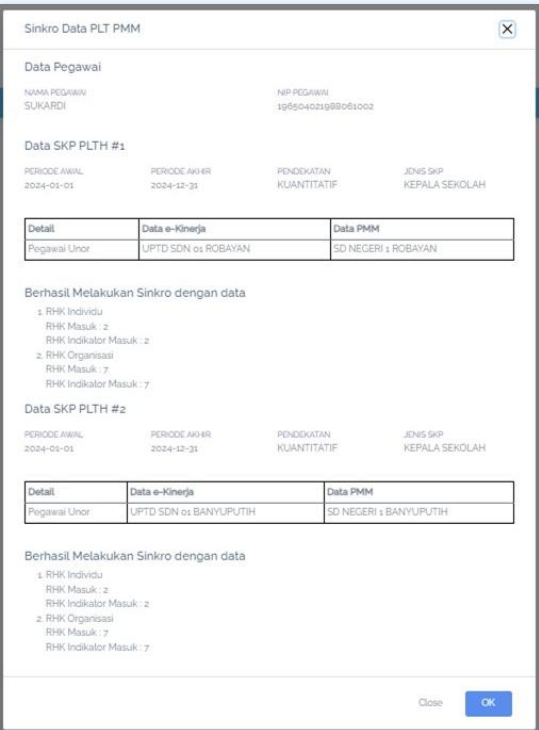 Sinkro Data PLT PMM
Data Pegawai
NAMA PEGAWAI NIP PEGAWAI
SUKARDI 196504021988061002
Data SKP PLTH #1
PERIODE AWAL PERIODE AKHIR PENDEKATAN JENIS SKP
2024-01-01 2024-12-31 KUANTITATIF KEPALA SEKOLAH
Detail Data e-Kinerja Data PMM
Pegawai Unor UPTD SDN 01 ROBAYAN SD NEGERI 1 ROBAYAN
Berhasil Melakukan Sinkro dengan data
1. RHK Individu
RHK Masuk : 2
RHK Indikator Masuk : 2
2. RHK Organisasi
RHK Masuk : 7
RHK Indikator Masuk : 7
Data SKP PLTH #2
PERIODE AWAL PERIODE AKHIR PENDEKATAN JENIS SKP
2024-01-01 2024-12-31 KUANTITATIF KEPALA SEKOLAH
Detail Data e-Kinerja Data PMM
Pegawai Unor UPTD SDN 01 BANYUPUTIH SD NEGERI 1 BANYUPUTIH
Berhasil Melakukan Sinkro dengan data
1. RHK Individu
RHK Masuk : 2
RHK Indikator Masuk : 2
2. RHK Organisasi
RHK Masuk : 7
RHK Indikator Masuk : 7
Close OK